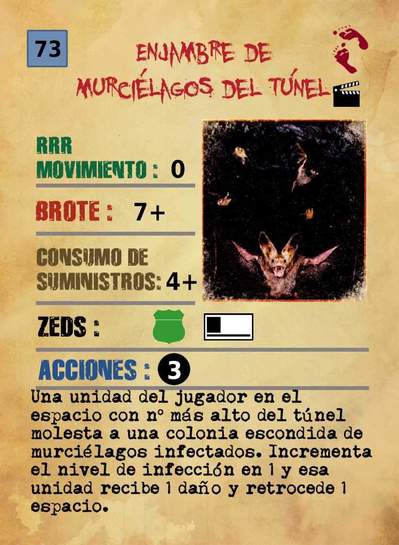 73
ENJAMBRE DE
MURCIÉLAGOS DEL TÚNEL
RRR
MOVIMIENTO : 0
BROTE : 7+
CONSUMO DE
SUMINISTROS: 4+
ZEDS :
ACCIONES : 3
Una unidad del jugador en el
espacio con nº más alto del túnel
molesta a una colonia escondida de
murciélagos infectados. Incrementa
el nivel de infección en 1 y esa
unidad recibe 1 daño y retrocede 1
espacio.